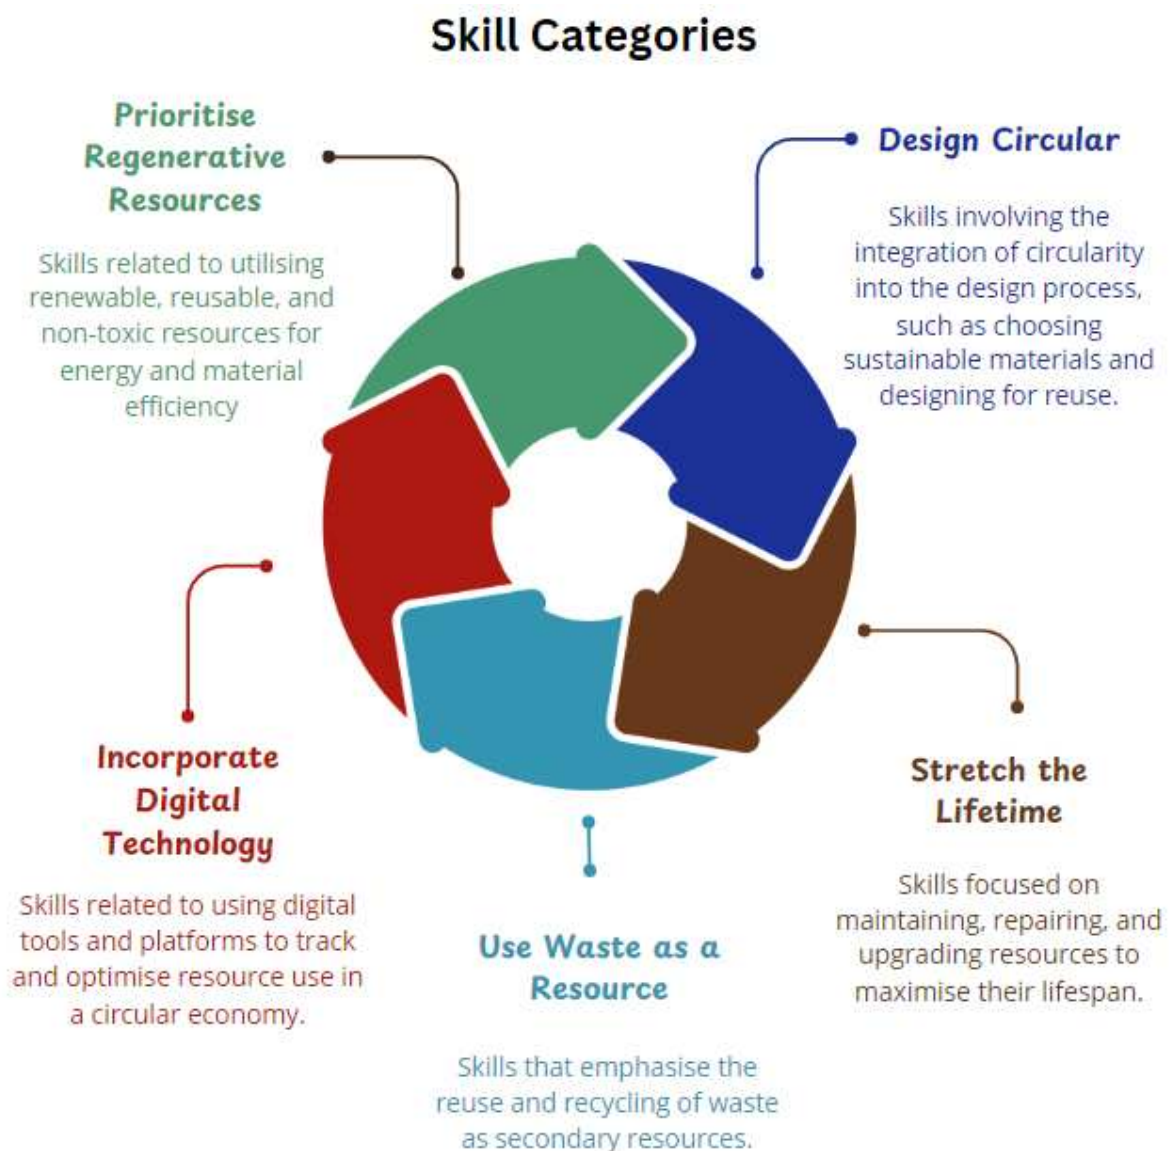 Skill Categories
Prioritise
Regenerative
Resources
Skills related to utilising
renewable, reusable, and
non-toxic resources for
energy and material
efficiency
Design Circular
Skills involving the
integration of circularity
into the design process,
such as choosing
sustainable materials and
designing for reuse.
Incorporate
Digital
Technology
Skills related to using digital
tools and platforms to track
and optimise resource use in
a circular economy.
Use Waste as a
Resource
Skills that emphasise the
reuse and recycling of waste
as secondary resources.
Stretch the
Lifetime
Skills focused on
maintaining, repairing, and
upgrading resources to
maximise their lifespan.